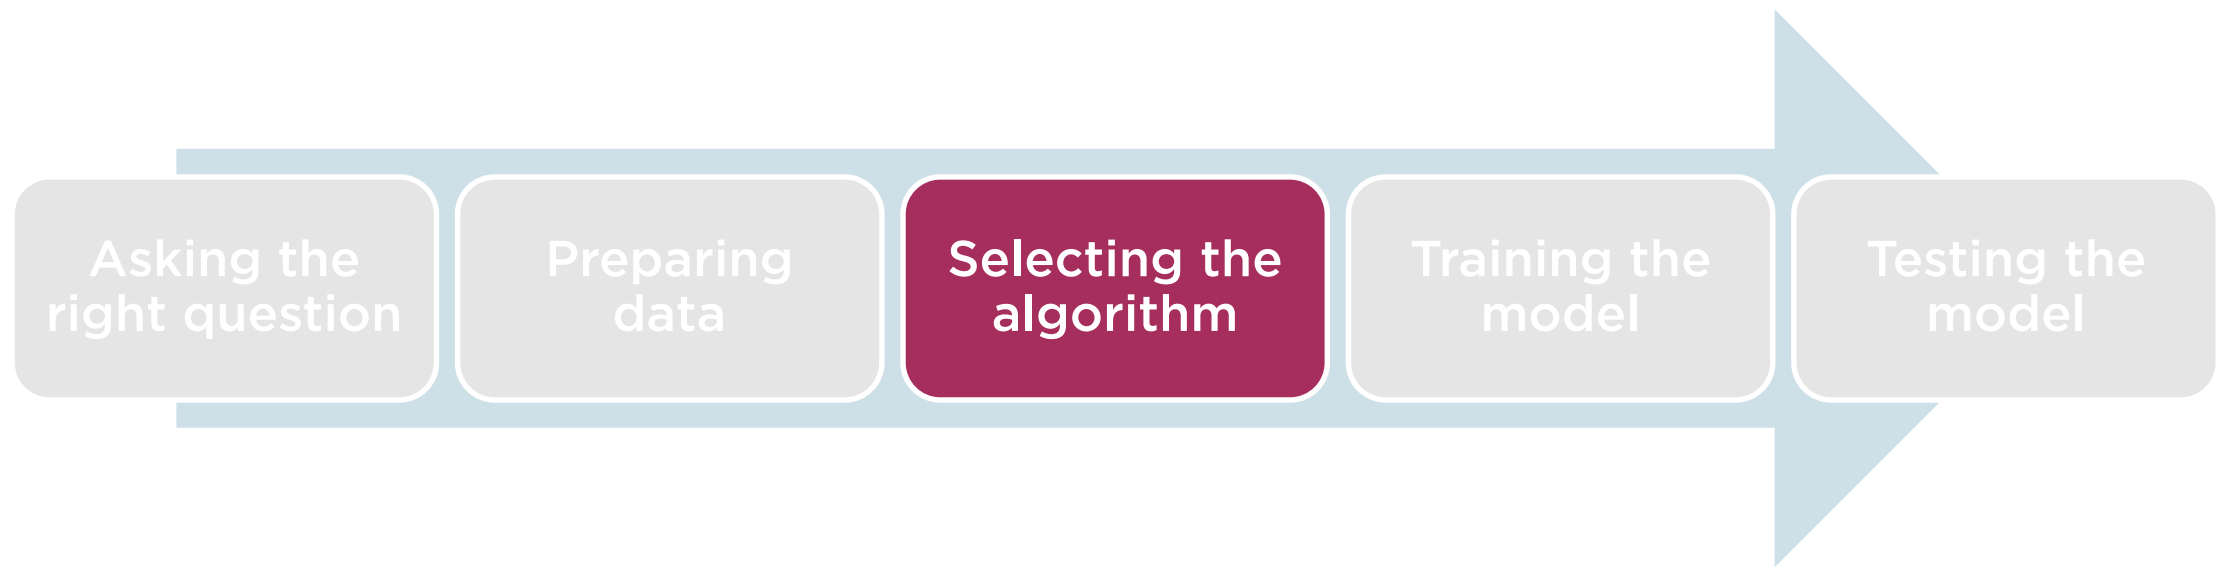 Asking the
right question
Preparing
data
Selecting the
algorithm
Training the
model
Testing the
model